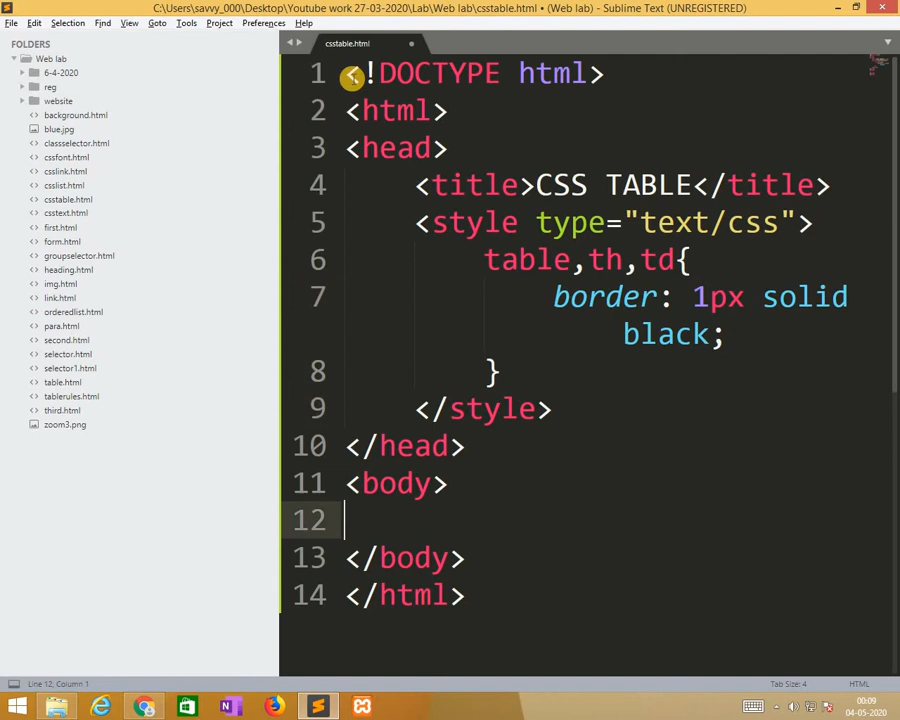 C:\Users\savvy_000\Desktop\Youtube work 27-03-2020\Lab\Web lab\csstable.html • (Web lab) - Sublime Text (UNREGISTERED)
File Edit Selection Find View Goto Tools Project Preferences Help
FOLDERS
Web lab
6-4-2020
reg
website
background.html
blue.jpg
classselector.html
cssfont.html
csslink.html
csslist.html
csstable.html
csstext.html
first.html
form.html
groupselector.html
heading.html
img.html
link.html
orderedlist.html
para.html
second.html
selector.html
selector1.html
table.html
tablerules.html
third.html
zoom3.png
csstable.html
1 <!DOCTYPE html>
2 <html>
3 <head>
4 <title>CSS TABLE</title>
5 <style type="text/css">
6 table,th,td{
7 border: 1px solid
black;
8 }
9 </style>
10 </head>
11 <body>
12
13 </body>
14 </html>
Line 12, Column 1
Tab Size: 4
HTML
00:09
04-05-2020